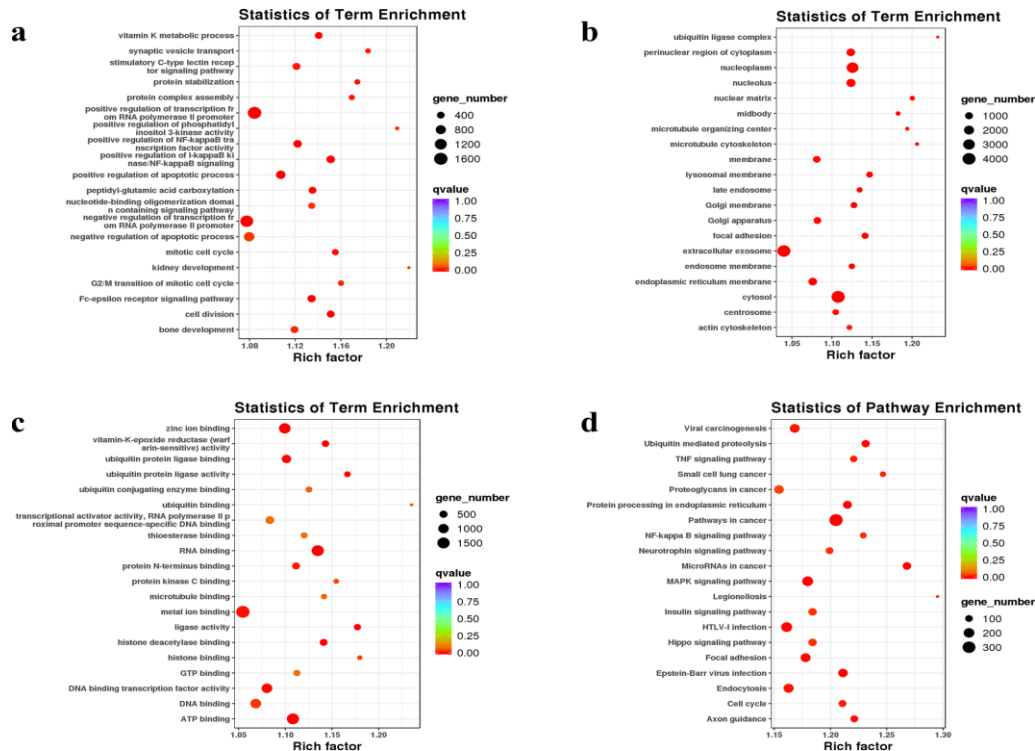 a
Statistics of Term Enrichment
vitamin K metabolic process
synaptic vesicle transport
stimulatory C-type lectin recep
tor signaling pathway
protein stabilization
protein complex assembly
positive regulation of transcription fr
om RNA polymerase II promoter
positive regulation of phosphatidyl
inositol 3-kinase activity
positive regulation of NF-kappaB tra
nscription factor activity
positive regulation of I-kappaB ki
nase/NF-kappaB signaling
positive regulation of apoptotic process
peptidyl-glutamic acid carboxylation
nucleotide-binding oligomerization domai
n containing signaling pathway
negative regulation of transcription fr
om RNA polymerase II promoter
negative regulation of apoptotic process
mitotic cell cycle
kidney development
G2/M transition of mitotic cell cycle
Fc-epsilon receptor signaling pathway
cell division
bone development
1.08 1.12 1.16 1.20
Rich factor
gene_number
400
800
1200
1600
qvalue
1.00
0.75
0.50
0.25
0.00
b
Statistics of Term Enrichment
ubiquitin ligase complex
perinuclear region of cytoplasm
nucleoplasm
nucleolus
nuclear matrix
midbody
microtubule organizing center
microtubule cytoskeleton
membrane
lysosomal membrane
late endosome
Golgi membrane
Golgi apparatus
focal adhesion
extracellular exosome
endosome membrane
endoplasmic reticulum membrane
cytosol
centrosome
actin cytoskeleton
1.05 1.10 1.15 1.20
Rich factor
gene_number
1000
2000
3000
4000
qvalue
1.00
0.75
0.50
0.25
0.00
c
Statistics of Term Enrichment
zinc ion binding
vitamin-K-epoxide reductase (warf
arin-sensitive) activity
ubiquitin protein ligase binding
ubiquitin protein ligase activity
ubiquitin conjugating enzyme binding
ubiquitin binding
transcriptional activator activity, RNA polymerase II p
roximal promoter sequence-specific DNA binding
thioesterase binding
RNA binding
protein N-terminus binding
protein kinase C binding
microtubule binding
metal ion binding
ligase activity
histone deacetylase binding
histone binding
GTP binding
DNA binding transcription factor activity
DNA binding
ATP binding
1.05 1.10 1.15 1.20
Rich factor
gene_number
500
1000
1500
qvalue
1.00
0.75
0.50
0.25
0.00
d
Statistics of Pathway Enrichment
Viral carcinogenesis
Ubiquitin mediated proteolysis
TNF signaling pathway
Small cell lung cancer
Proteoglycans in cancer
Protein processing in endoplasmic reticulum
Pathways in cancer
NF-kappa B signaling pathway
Neurotrophin signaling pathway
MicroRNAs in cancer
MAPK signaling pathway
Legionellosis
Insulin signaling pathway
HTLV-I infection
Hippo signaling pathway
Focal adhesion
Epstein-Barr virus infection
Endocytosis
Cell cycle
Axon guidance
1.15 1.20 1.25 1.30
Rich factor
qvalue
1.00
0.75
0.50
0.25
0.00
gene_number
100
200
300